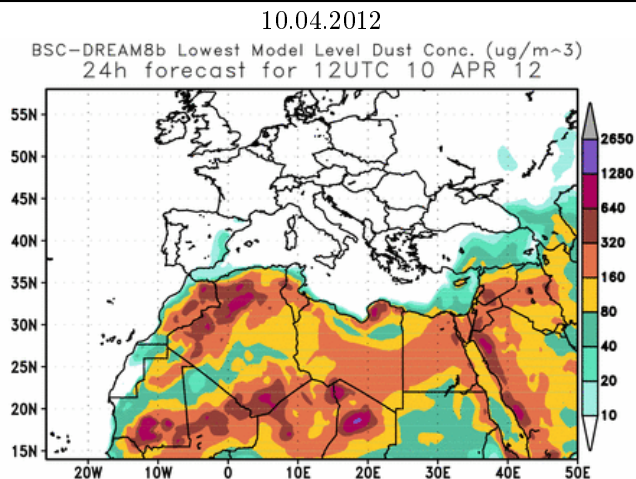 10.04.2012
BSC-DREAM8b Lowest Model Level Dust Conc. (ug/m^3)
24h forecast for 12UTC 10 APR 12
55N
50N
45N
40N
35N
30N
25N
20N
15N
20W 10W 0 10E 20E 30E 40E 50E
2650
1280
640
320
160
80
40
20
10